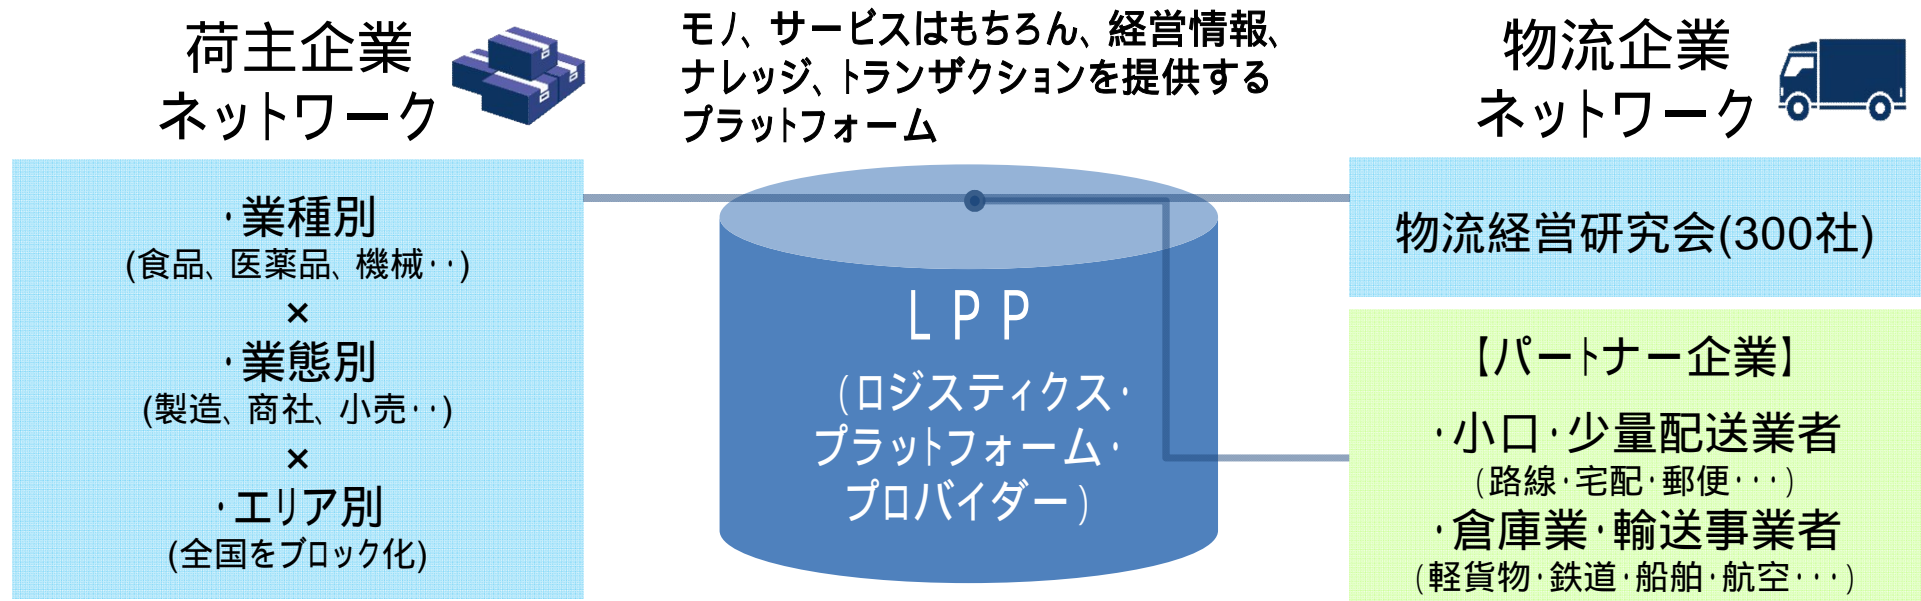 荷主企業
ネットワーク
・業種別
(食品、医薬品、機械・・)
×
・業態別
(製造、商社、小売・・)
×
・エリア別
(全国をブロック化)
モノ、サービスはもちろん、経営情報、
ナレッジ、トランザクションを提供する
プラットフォーム
LPP
(ロジスティクス・
プラットフォーム・
プロバイダー)
物流企業
ネットワーク
物流経営研究会(300社)
【パートナー企業】
・小口・少量配送業者
(路線・宅配・郵便・・・)
・倉庫業・輸送事業者
(軽貨物・鉄道・船舶・航空・・・)